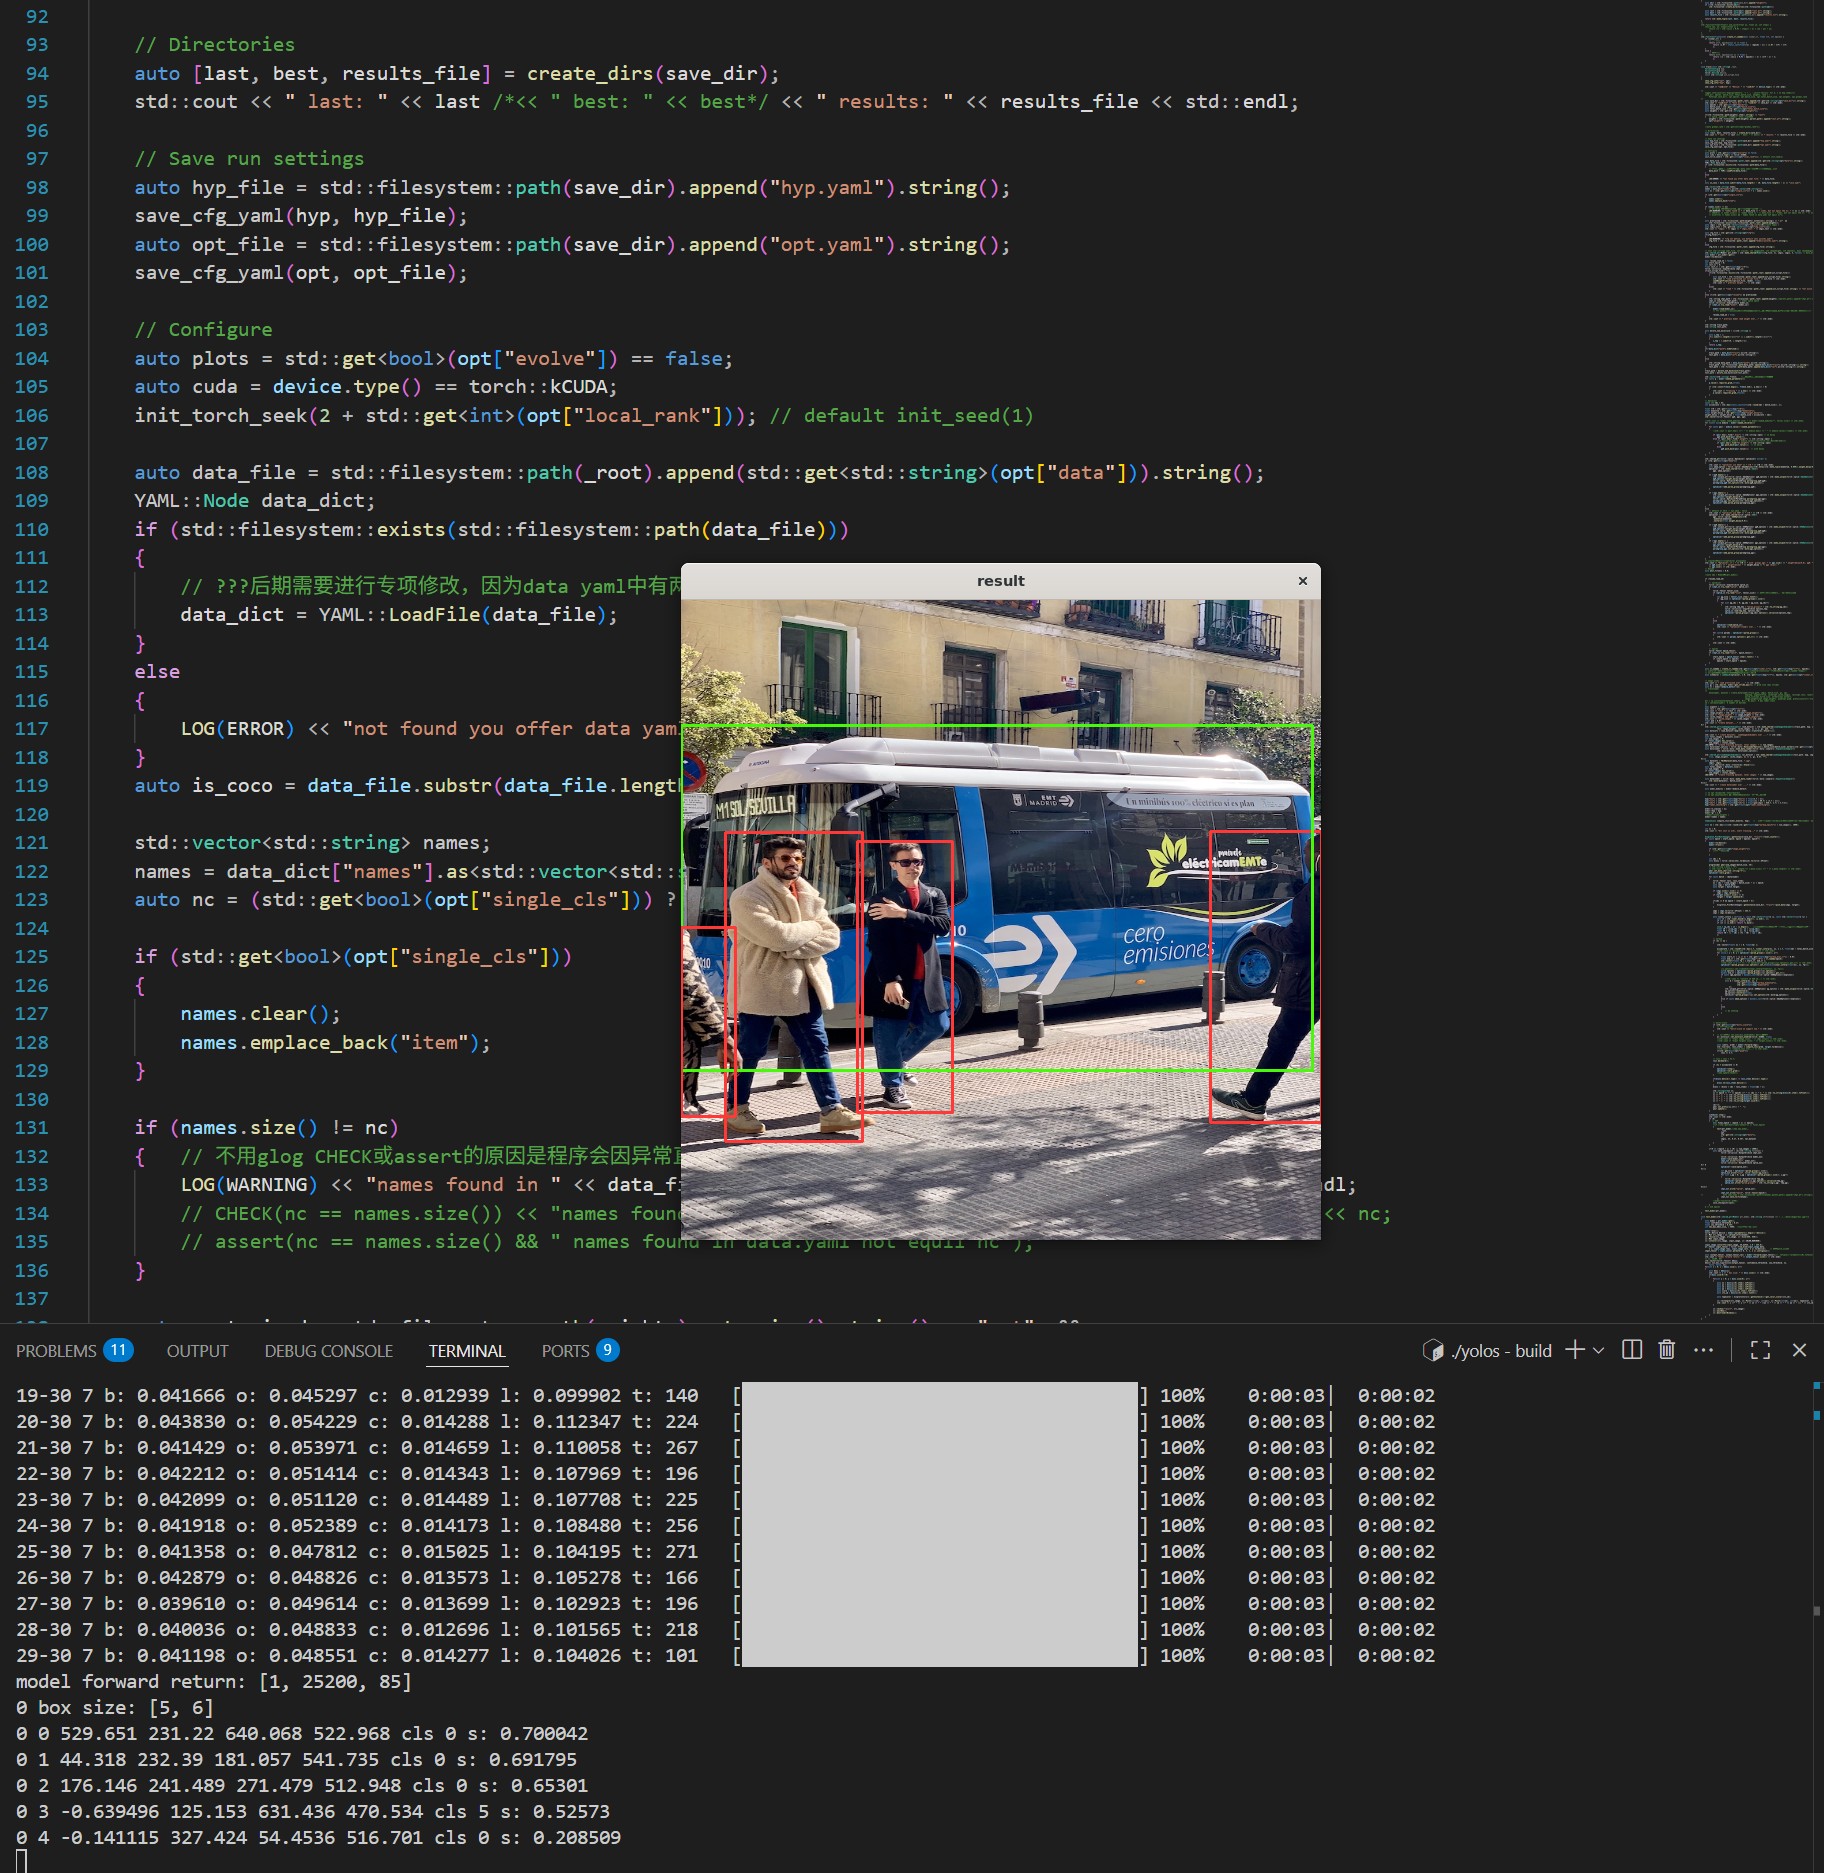 92
93 // Directories
94 auto [last, best, results_file] = create_dirs(save_dir);
95 std::cout << " last: " << last /*<< " best: " << best*/ << " results: " << results_file << std::endl;
96
97 // Save run settings
98 auto hyp_file = std::filesystem::path(save_dir).append("hyp.yaml").string();
99 save_cfg_yaml(hyp, hyp_file);
100 auto opt_file = std::filesystem::path(save_dir).append("opt.yaml").string();
101 save_cfg_yaml(opt, opt_file);
102
103 // Configure
104 auto plots = std::get<bool>(opt["evolve"]) == false;
105 auto cuda = device.type() == torch::kCUDA;
106 init_torch_seek(2 + std::get<int>(opt["local_rank"])); // default init_seed(1)
107
108 auto data_file = std::filesystem::path(_root).append(std::get<std::string>(opt["data"])).string();
109 YAML::Node data_dict;
110 if (std::filesystem::exists(std::filesystem::path(data_file)))
111 {
112 // ???后期需要进行专项修改，因为data yaml中有两
113 data_dict = YAML::LoadFile(data_file);
114 }
115 else
116 {
117 LOG(ERROR) << "not found you offer data yaml
118 }
119 auto is_coco = data_file.substr(data_file.length
120
121 std::vector<std::string> names;
122 names = data_dict["names"].as<std::vector<std::s
123 auto nc = (std::get<bool>(opt["single_cls"])) ?
124
125 if (std::get<bool>(opt["single_cls"]))
126 {
127 names.clear();
128 names.emplace_back("item");
129 }
130
131 if (names.size() != nc)
132 { // 不用glog CHECK或assert的原因是程序会因异常直
133 LOG(WARNING) << "names found in " << data_fi dl;
134 // CHECK(nc == names.size()) << "names foun << nc;
135 // assert(nc == names.size() && " names found in data.yaml not equil nc");
136 }
137
result ×
M1 SOL/SEVILLA
EMT
MADRID
Un minibús 100% eléctrico si es plan
muévete
eléctricamEMTe
cero
emisiones
PROBLEMS 11 OUTPUT DEBUG CONSOLE TERMINAL PORTS 9 ./yolos - build
19-30 7 b: 0.041666 o: 0.045297 c: 0.012939 l: 0.099902 t: 140 [ ] 100% 0:00:03| 0:00:02
20-30 7 b: 0.043830 o: 0.054229 c: 0.014288 l: 0.112347 t: 224 [ ] 100% 0:00:03| 0:00:02
21-30 7 b: 0.041429 o: 0.053971 c: 0.014659 l: 0.110058 t: 267 [ ] 100% 0:00:03| 0:00:02
22-30 7 b: 0.042212 o: 0.051414 c: 0.014343 l: 0.107969 t: 196 [ ] 100% 0:00:03| 0:00:02
23-30 7 b: 0.042099 o: 0.051120 c: 0.014489 l: 0.107708 t: 225 [ ] 100% 0:00:03| 0:00:02
24-30 7 b: 0.041918 o: 0.052389 c: 0.014173 l: 0.108480 t: 256 [ ] 100% 0:00:03| 0:00:02
25-30 7 b: 0.041358 o: 0.047812 c: 0.015025 l: 0.104195 t: 271 [ ] 100% 0:00:03| 0:00:02
26-30 7 b: 0.042879 o: 0.048826 c: 0.013573 l: 0.105278 t: 166 [ ] 100% 0:00:03| 0:00:02
27-30 7 b: 0.039610 o: 0.049614 c: 0.013699 l: 0.102923 t: 196 [ ] 100% 0:00:03| 0:00:02
28-30 7 b: 0.040036 o: 0.048833 c: 0.012696 l: 0.101565 t: 218 [ ] 100% 0:00:03| 0:00:02
29-30 7 b: 0.041198 o: 0.048551 c: 0.014277 l: 0.104026 t: 101 [ ] 100% 0:00:03| 0:00:02
model forward return: [1, 25200, 85]
0 box size: [5, 6]
0 0 529.651 231.22 640.068 522.968 cls 0 s: 0.700042
0 1 44.318 232.39 181.057 541.735 cls 0 s: 0.691795
0 2 176.146 241.489 271.479 512.948 cls 0 s: 0.65301
0 3 -0.639496 125.153 631.436 470.534 cls 5 s: 0.52573
0 4 -0.141115 327.424 54.4536 516.701 cls 0 s: 0.208509